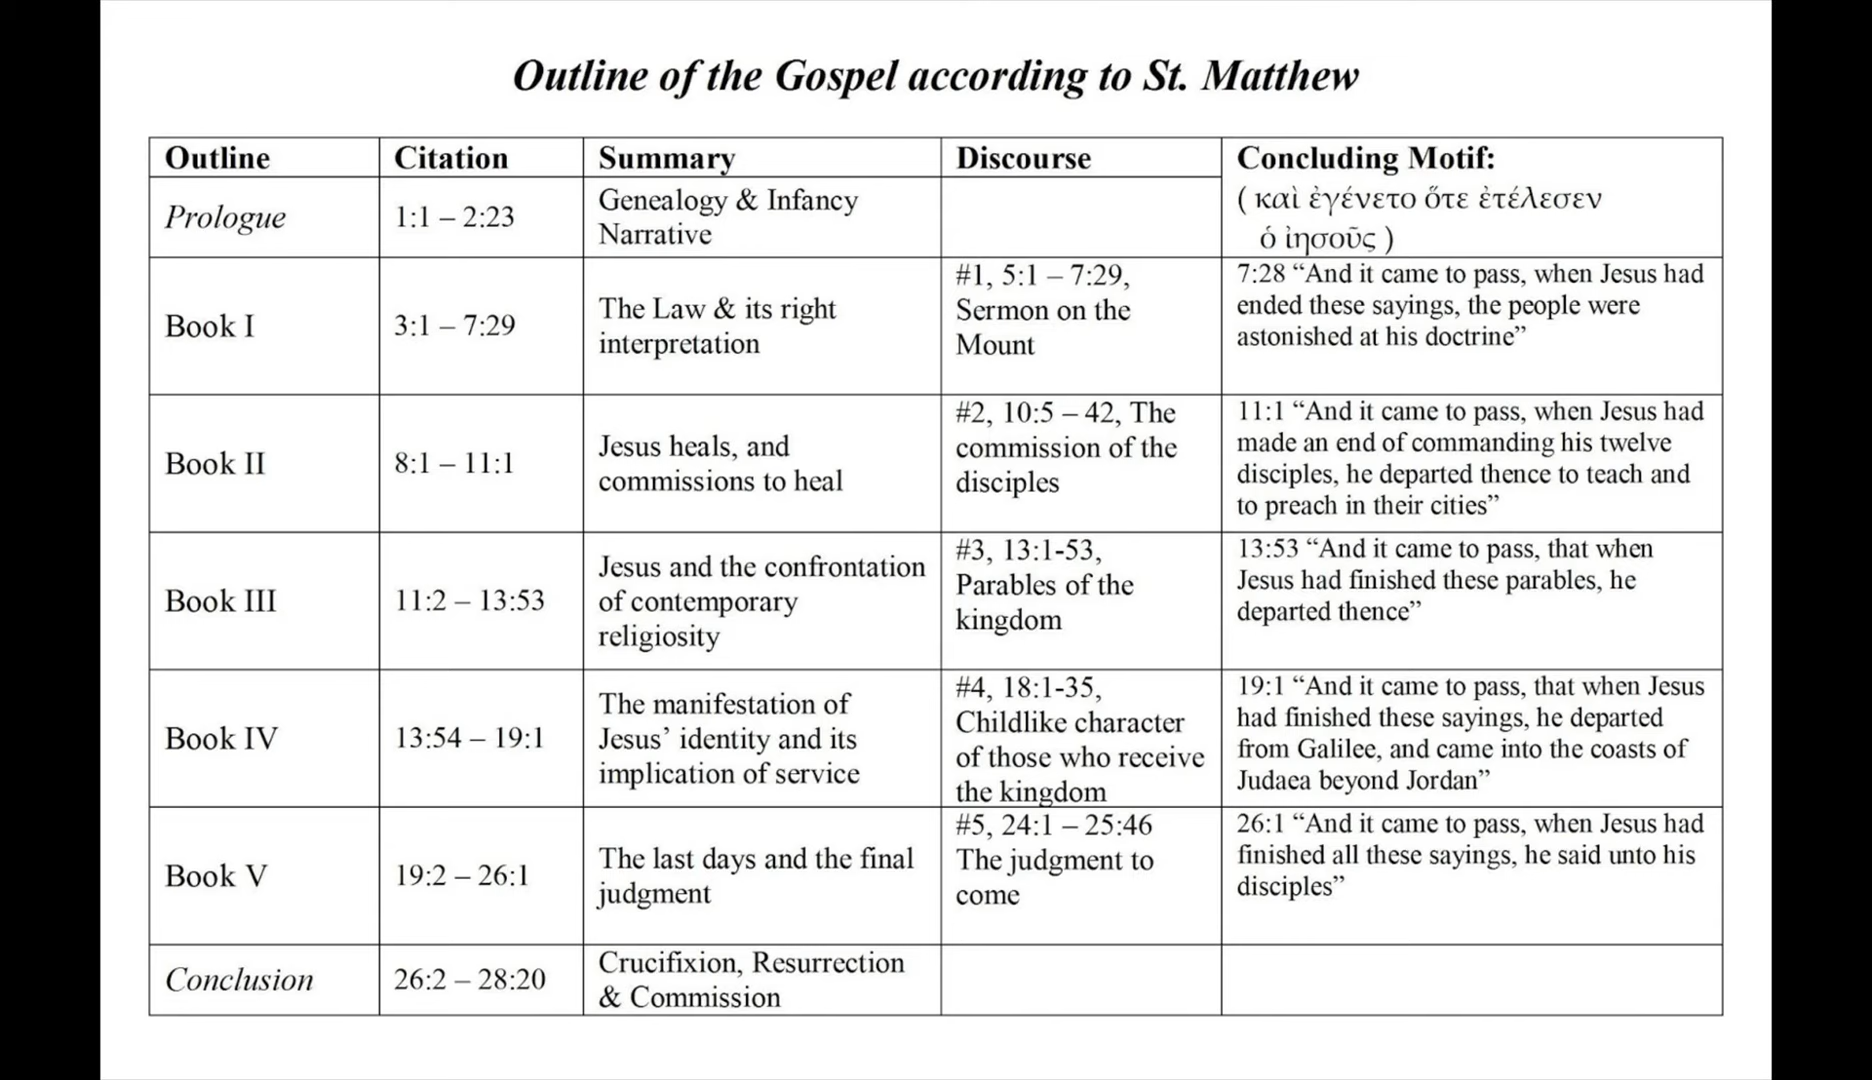 Outline of the Gospel according to St. Matthew
Outline
Citation
Summary
Discourse
Concluding Motif:
( καὶ ἐγένετο ὅτε ἐτέλεσεν
ὁ ἰησοῦς )
Prologue
1:1 – 2:23
Genealogy & Infancy
Narrative
Book I
3:1 – 7:29
The Law & its right
interpretation
#1, 5:1 – 7:29,
Sermon on the
Mount
7:28 “And it came to pass, when Jesus had
ended these sayings, the people were
astonished at his doctrine”
Book II
8:1 – 11:1
Jesus heals, and
commissions to heal
#2, 10:5 – 42, The
commission of the
disciples
11:1 “And it came to pass, when Jesus had
made an end of commanding his twelve
disciples, he departed thence to teach and
to preach in their cities”
Book III
11:2 – 13:53
Jesus and the confrontation
of contemporary
religiosity
#3, 13:1-53,
Parables of the
kingdom
13:53 “And it came to pass, that when
Jesus had finished these parables, he
departed thence”
Book IV
13:54 – 19:1
The manifestation of
Jesus’ identity and its
implication of service
#4, 18:1-35,
Childlike character
of those who receive
the kingdom
19:1 “And it came to pass, that when Jesus
had finished these sayings, he departed
from Galilee, and came into the coasts of
Judaea beyond Jordan”
Book V
19:2 – 26:1
The last days and the final
judgment
#5, 24:1 – 25:46
The judgment to
come
26:1 “And it came to pass, when Jesus had
finished all these sayings, he said unto his
disciples”
Conclusion
26:2 – 28:20
Crucifixion, Resurrection
& Commission